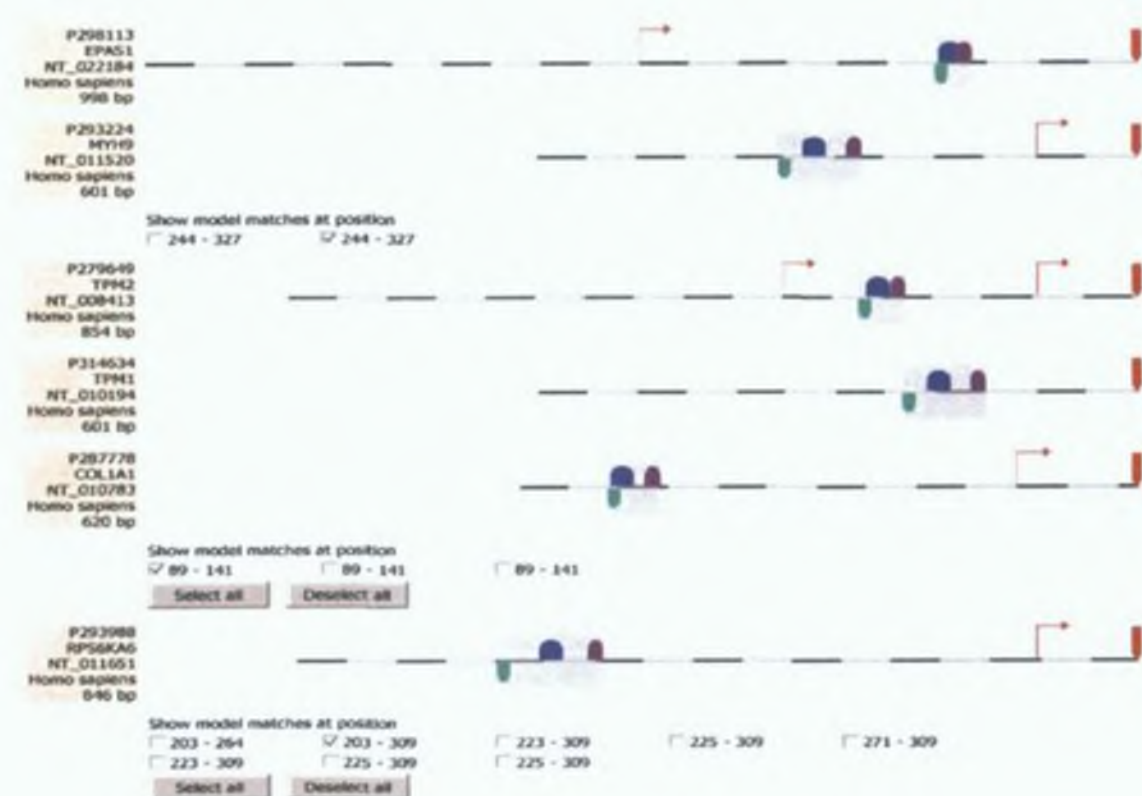 P298113
EPAS1
NT_022184
Homo sapiens
998 bp
P293224
MYH9
NT_011520
Homo sapiens
601 bp
Show model matches at position
244 - 327 244 - 327
P279649
TPM2
NT_008413
Homo sapiens
854 bp
P314634
TPM1
NT_010194
Homo sapiens
601 bp
P287778
COL1A1
NT_010783
Homo sapiens
620 bp
Show model matches at position
89 - 141 89 - 141 89 - 141
Select all Deselect all
P293988
RPS6KA6
NT_011651
Homo sapiens
846 bp
Show model matches at position
203 - 264 203 - 309 223 - 309 225 - 309 271 - 309
223 - 309 225 - 309 225 - 309
Select all Deselect all